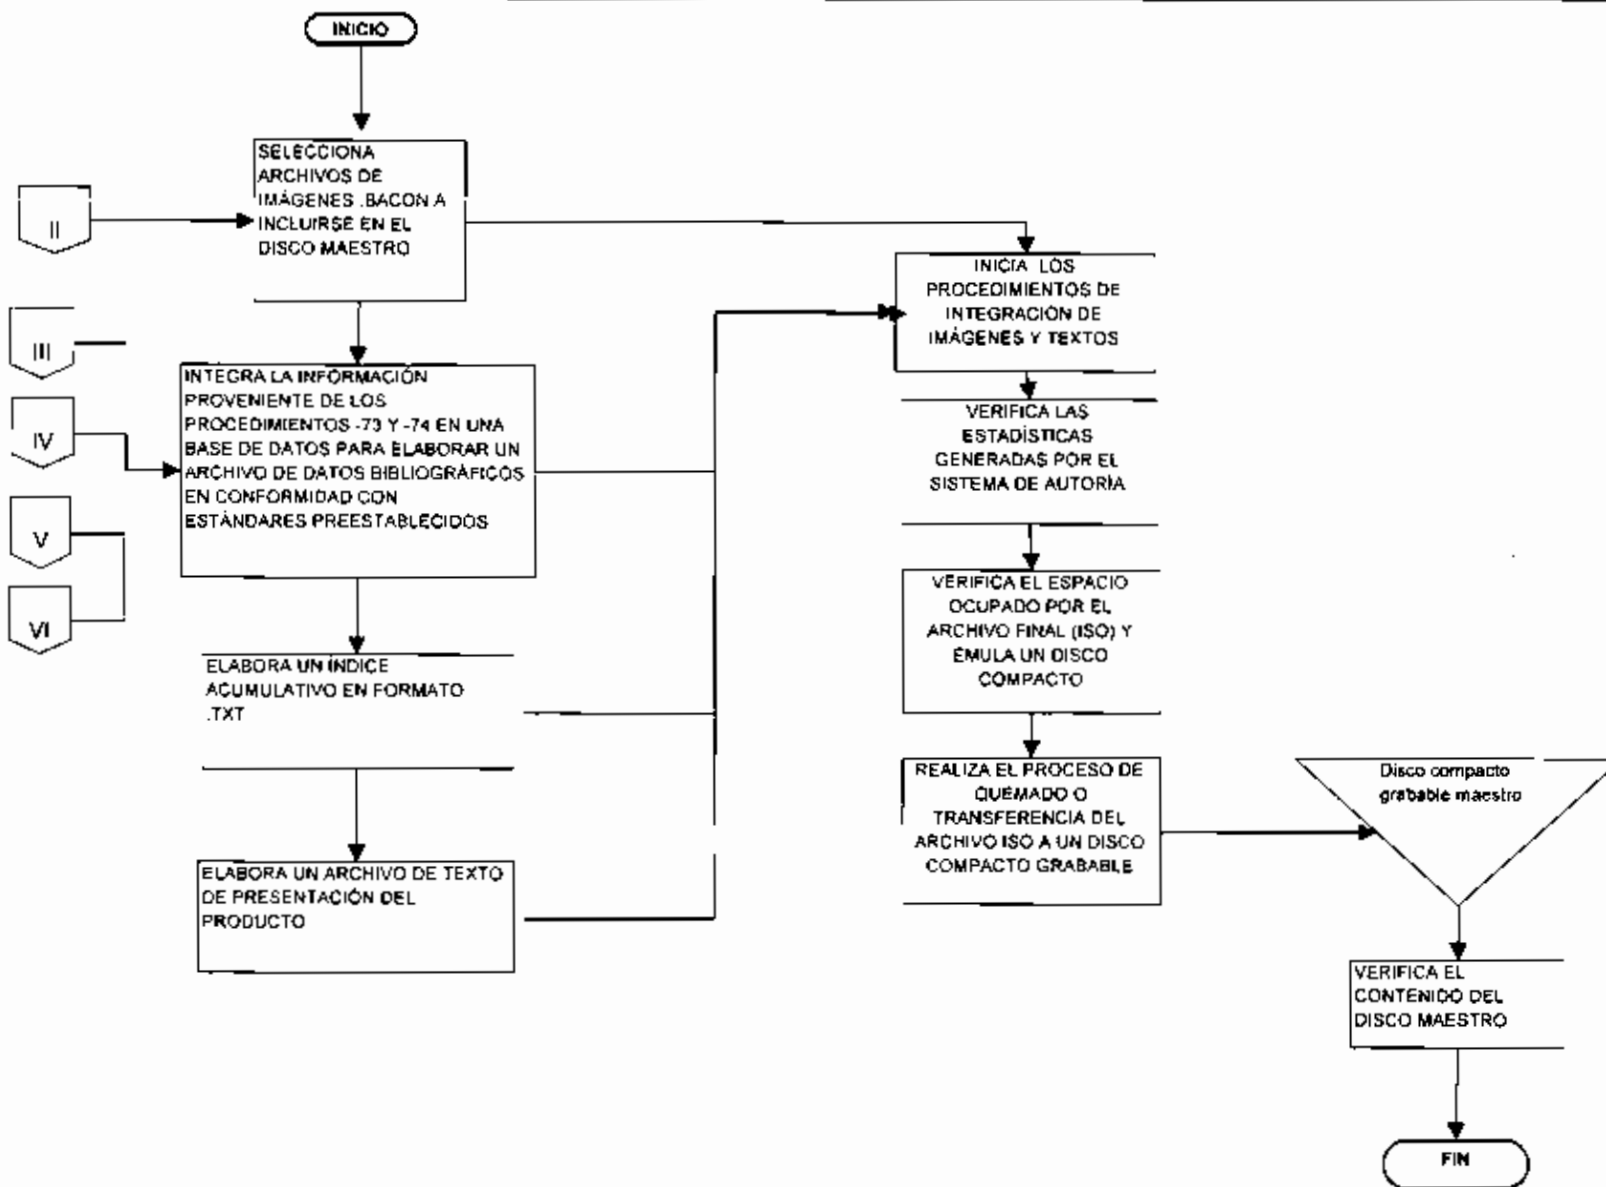 INICIO
SELECCIONA
ARCHIVOS DE
IMÁGENES .BACON A
INCLUIRSE EN EL
DISCO MAESTRO
II
III
IV
V
VI
INTEGRA LA INFORMACIÓN
PROVENIENTE DE LOS
PROCEDIMIENTOS -73 Y -74 EN UNA
BASE DE DATOS PARA ELABORAR UN
ARCHIVO DE DATOS BIBLIOGRÁFICOS
EN CONFORMIDAD CON
ESTÁNDARES PREESTABLECIDOS
ELABORA UN ÍNDICE
ACUMULATIVO EN FORMATO
.TXT
ELABORA UN ARCHIVO DE TEXTO
DE PRESENTACIÓN DEL
PRODUCTO
INICIA LOS
PROCEDIMIENTOS DE
INTEGRACIÓN DE
IMÁGENES Y TEXTOS
VERIFICA LAS
ESTADÍSTICAS
GENERADAS POR EL
SISTEMA DE AUTORÍA
VERIFICA EL ESPACIO
OCUPADO POR EL
ARCHIVO FINAL (ISO) Y
ÉMULA UN DISCO
COMPACTO
REALIZA EL PROCESO DE
QUEMADO O
TRANSFERENCIA DEL
ARCHIVO ISO A UN DISCO
COMPACTO GRABABLE
Disco compacto
grabable maestro
VERIFICA EL
CONTENIDO DEL
DISCO MAESTRO
FIN